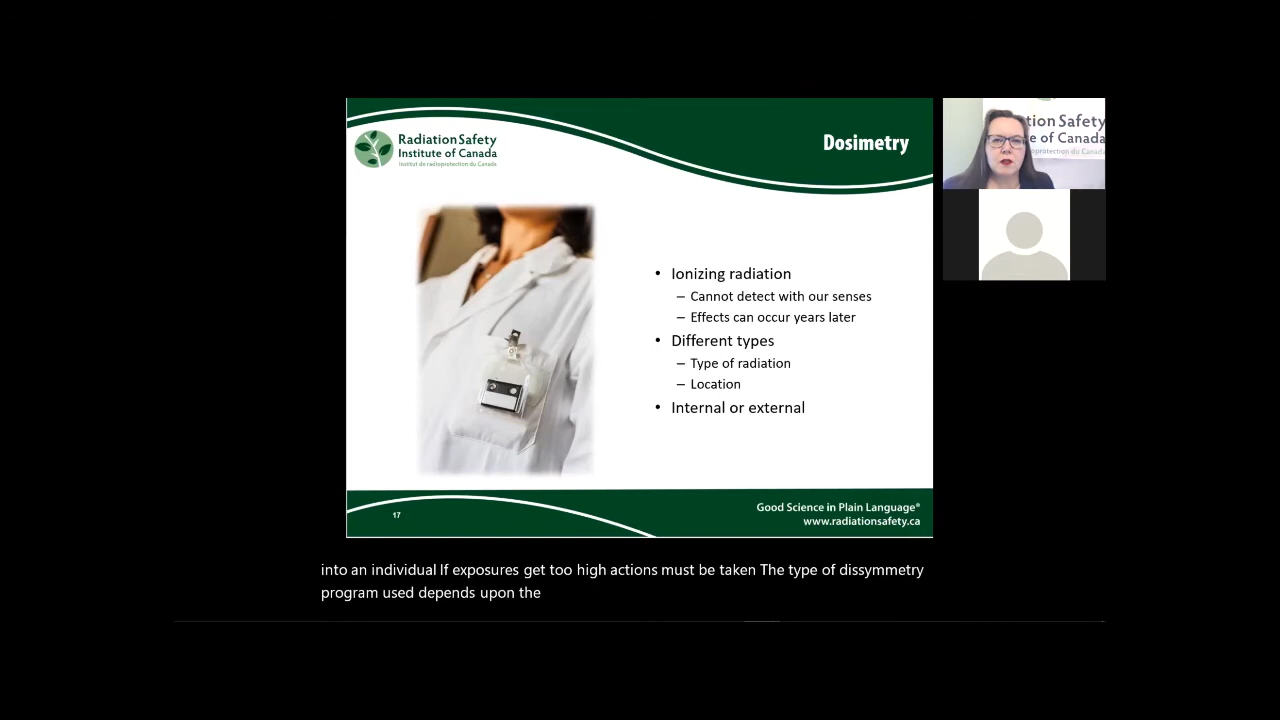 Radiation Safety
Institute of Canada
Institut de radioprotection du Canada
Dosimetry
tion Safety
e of Canada
oprotection du Canada
• Ionizing radiation
– Cannot detect with our senses
– Effects can occur years later
• Different types
– Type of radiation
– Location
• Internal or external
17
Good Science in Plain Language®
www.radiationsafety.ca
into an individual If exposures get too high actions must be taken The type of dissymmetry
program used depends upon the